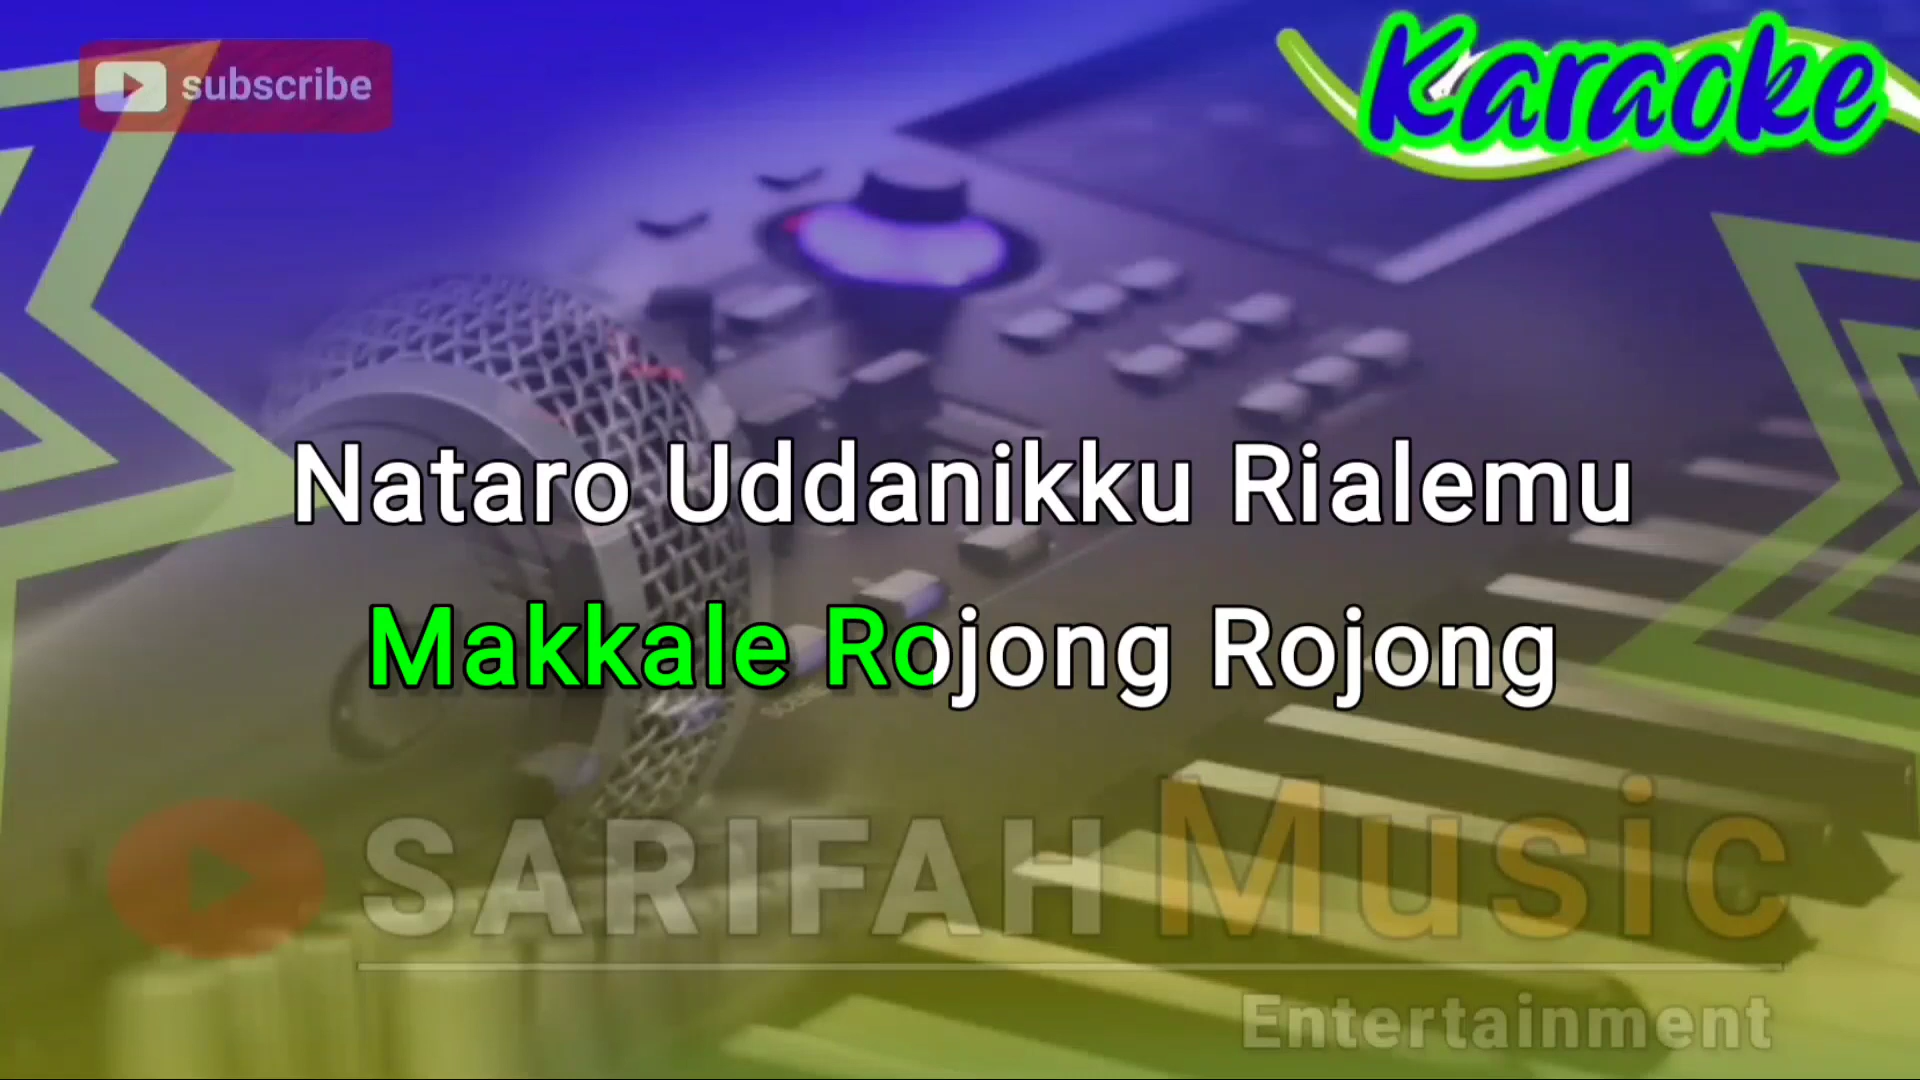 subscribe
Karaoke
Nataro Uddanikku Rialemu
Makkale Rojong Rojong
SARIFAH Music
Entertainment